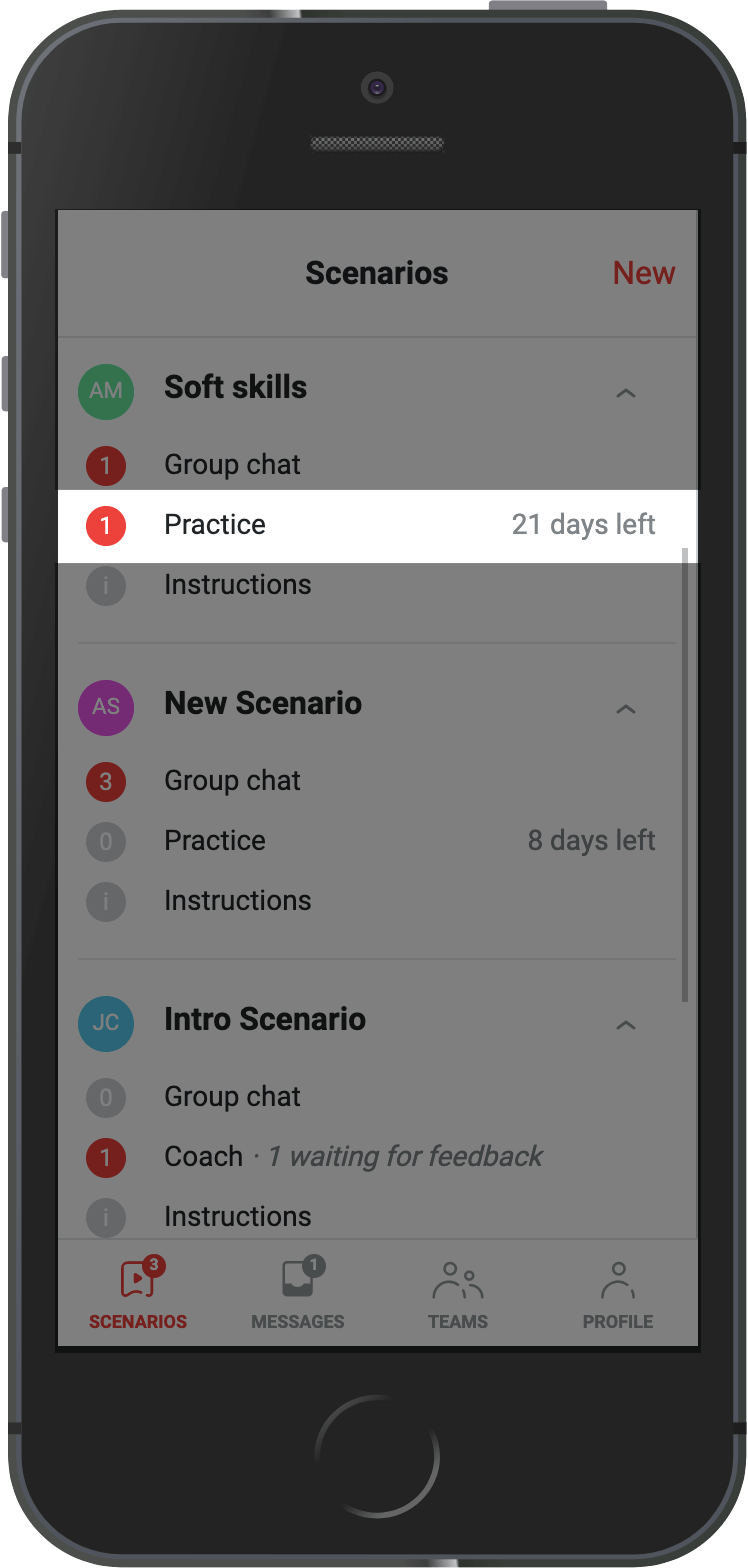 Scenarios New
AM Soft skills
1 Group chat
1 Practice 21 days left
i Instructions
AS New Scenario
3 Group chat
0 Practice 8 days left
i Instructions
JC Intro Scenario
0 Group chat
1 Coach · 1 waiting for feedback
i Instructions
3 1
SCENARIOS MESSAGES TEAMS PROFILE